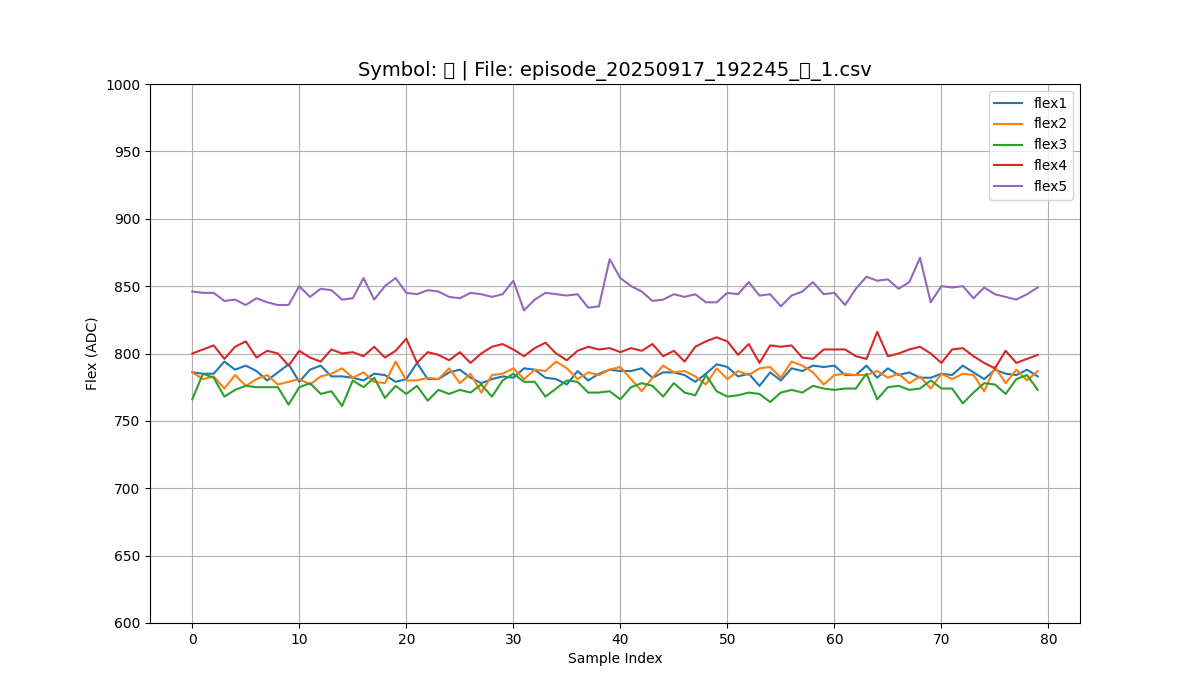 Symbol: ▯ | File: episode_20250917_192245_▯_1.csv
1000
950
900
850
800
750
700
650
600
Flex (ADC)
flex1
flex2
flex3
flex4
flex5
0 10 20 30 40 50 60 70 80
Sample Index